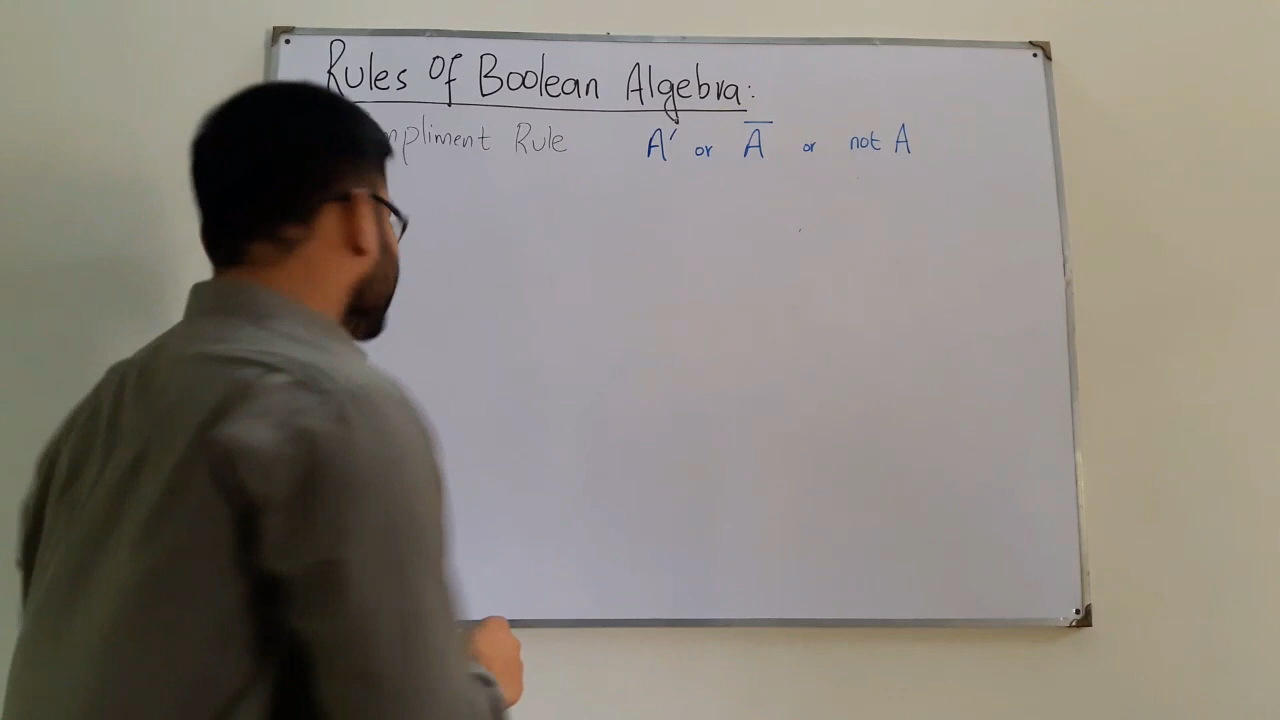 Rules of Boolean Algebra:
mpliment Rule A′ or A̅ or not A